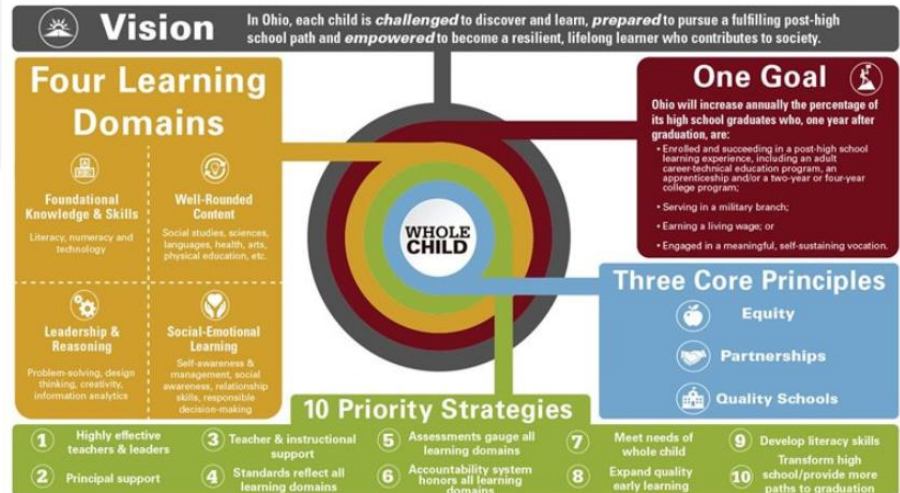 Vision
In Ohio, each child is challenged to discover and learn, prepared to pursue a fulfilling post-high
school path and empowered to become a resilient, lifelong learner who contributes to society.
Four Learning
Domains
Foundational
Knowledge & Skills
Literacy, numeracy and
technology
Well-Rounded
Content
Social studies, sciences,
languages, health, arts,
physical education, etc.
Leadership &
Reasoning
Problem-solving, design
thinking, creativity,
information analytics
Social-Emotional
Learning
Self-awareness &
management, social
awareness, relationship
skills, responsible
decision-making
WHOLE
CHILD
One Goal
Ohio will increase annually the percentage of
its high school graduates who, one year after
graduation, are:
• Enrolled and succeeding in a post-high school
learning experience, including an adult
career-technical education program, an
apprenticeship and/or a two-year or four-year
college program;
• Serving in a military branch;
• Earning a living wage; or
• Engaged in a meaningful, self-sustaining vocation.
Three Core Principles
Equity
Partnerships
Quality Schools
10 Priority Strategies
1 Highly effective
teachers & leaders
2 Principal support
3 Teacher & instructional
support
4 Standards reflect all
learning domains
5 Assessments gauge all
learning domains
6 Accountability system
honors all learning
domains
7 Meet needs of
whole child
8 Expand quality
early learning
9 Develop literacy skills
10 Transform high
school/provide more
paths to graduation